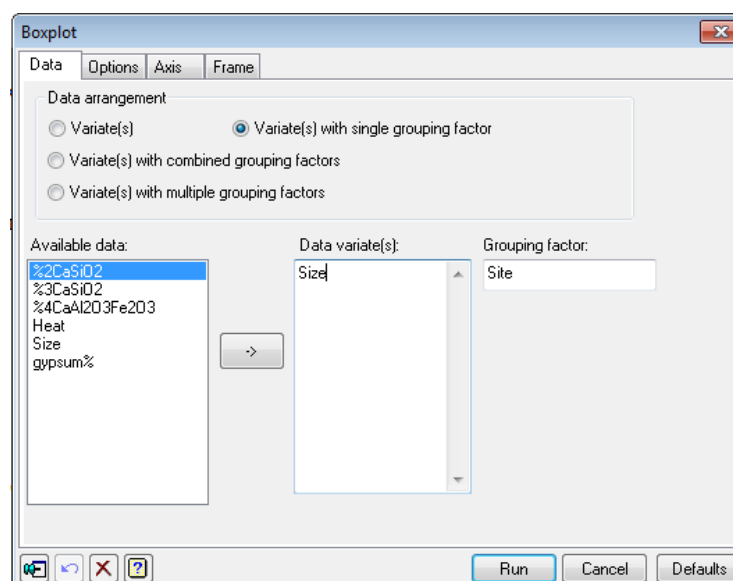 Boxplot
Data Options Axis Frame
Data arrangement
Variate(s) Variate(s) with single grouping factor
Variate(s) with combined grouping factors
Variate(s) with multiple grouping factors
Available data: Data variate(s): Grouping factor:
%2CaSiO2 Size Site
%3CaSiO2
%4CaAl2O3Fe2O3
Heat
Size
gypsum%
->
Run Cancel Defaults